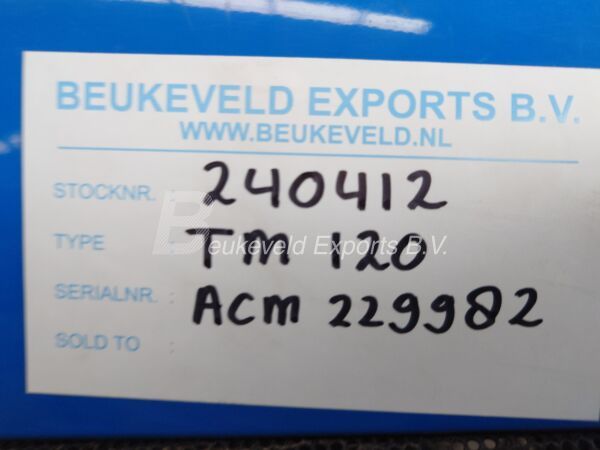 BEUKEVELD EXPORTS B.V.
WWW.BEUKEVELD.NL
STOCKNR. : 240412
TYPE : TM 120
Beukeveld Exports B.V.
SERIALNR. : ACM 229982
SOLD TO :